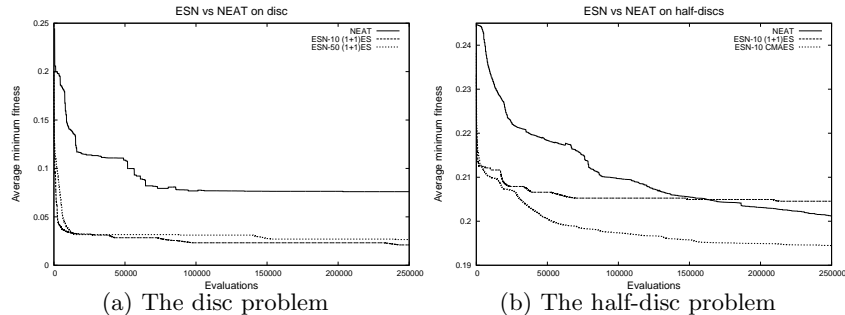 ESN vs NEAT on disc
NEAT
ESN-10 (1+1)ES
ESN-50 (1+1)ES
0.25
0.2
0.15
0.1
0.05
0
Average minimum fitness
0 50000 100000 150000 200000 250000
Evaluations
(a) The disc problem
ESN vs NEAT on half-discs
NEAT
ESN-10 (1+1)ES
ESN-10 CMAES
0.24
0.23
0.22
0.21
0.2
0.19
Average minimum fitness
0 50000 100000 150000 200000 250000
Evaluations
(b) The half-disc problem